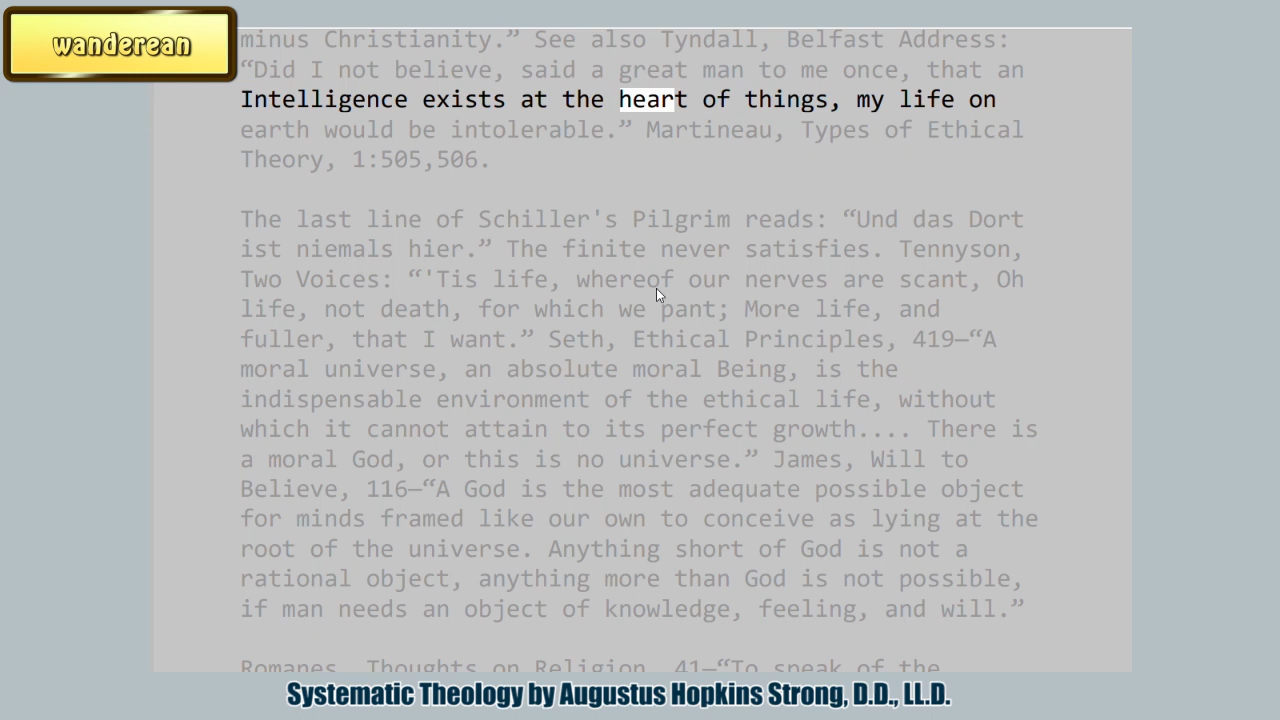 wanderean
minus Christianity.” See also Tyndall, Belfast Address:
“Did I not believe, said a great man to me once, that an
Intelligence exists at the heart of things, my life on
earth would be intolerable.” Martineau, Types of Ethical
Theory, 1:505,506.
The last line of Schiller's Pilgrim reads: “Und das Dort
ist niemals hier.” The finite never satisfies. Tennyson,
Two Voices: “'Tis life, whereof our nerves are scant, Oh
life, not death, for which we pant; More life, and
fuller, that I want.” Seth, Ethical Principles, 419—“A
moral universe, an absolute moral Being, is the
indispensable environment of the ethical life, without
which it cannot attain to its perfect growth.... There is
a moral God, or this is no universe.” James, Will to
Believe, 116—“A God is the most adequate possible object
for minds framed like our own to conceive as lying at the
root of the universe. Anything short of God is not a
rational object, anything more than God is not possible,
if man needs an object of knowledge, feeling, and will.”
Romanes, Thoughts on Religion, 41—“To speak of the
Systematic Theology by Augustus Hopkins Strong, D.D., LL.D.